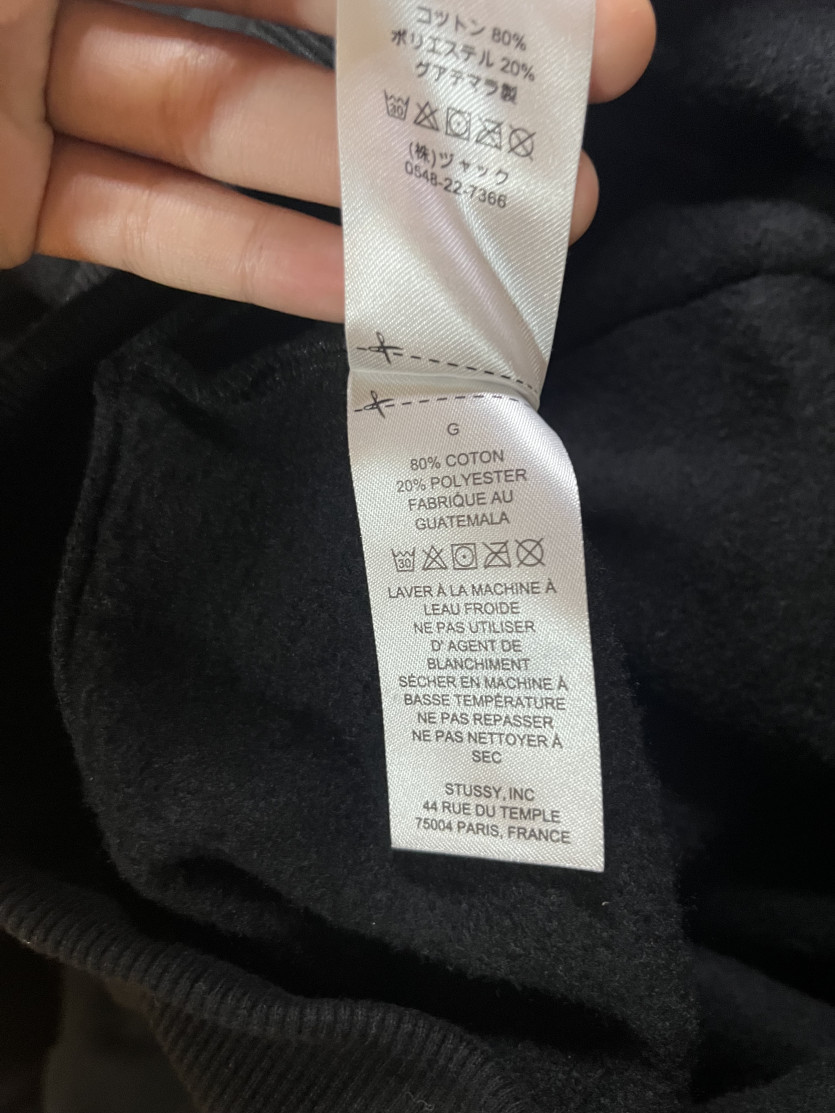 コットン 80%
ポリエステル 20%
グアテマラ製
30
(株)ジャック
0548-22-7366
G
80% COTON
20% POLYESTER
FABRIQUE AU
GUATEMALA
30
LAVER À LA MACHINE À
LEAU FROIDE
NE PAS UTILISER
D' AGENT DE
BLANCHIMENT
SÉCHER EN MACHINE À
BASSE TEMPÉRATURE
NE PAS REPASSER
NE PAS NETTOYER À
SEC
STUSSY, INC
44 RUE DU TEMPLE
75004 PARIS, FRANCE